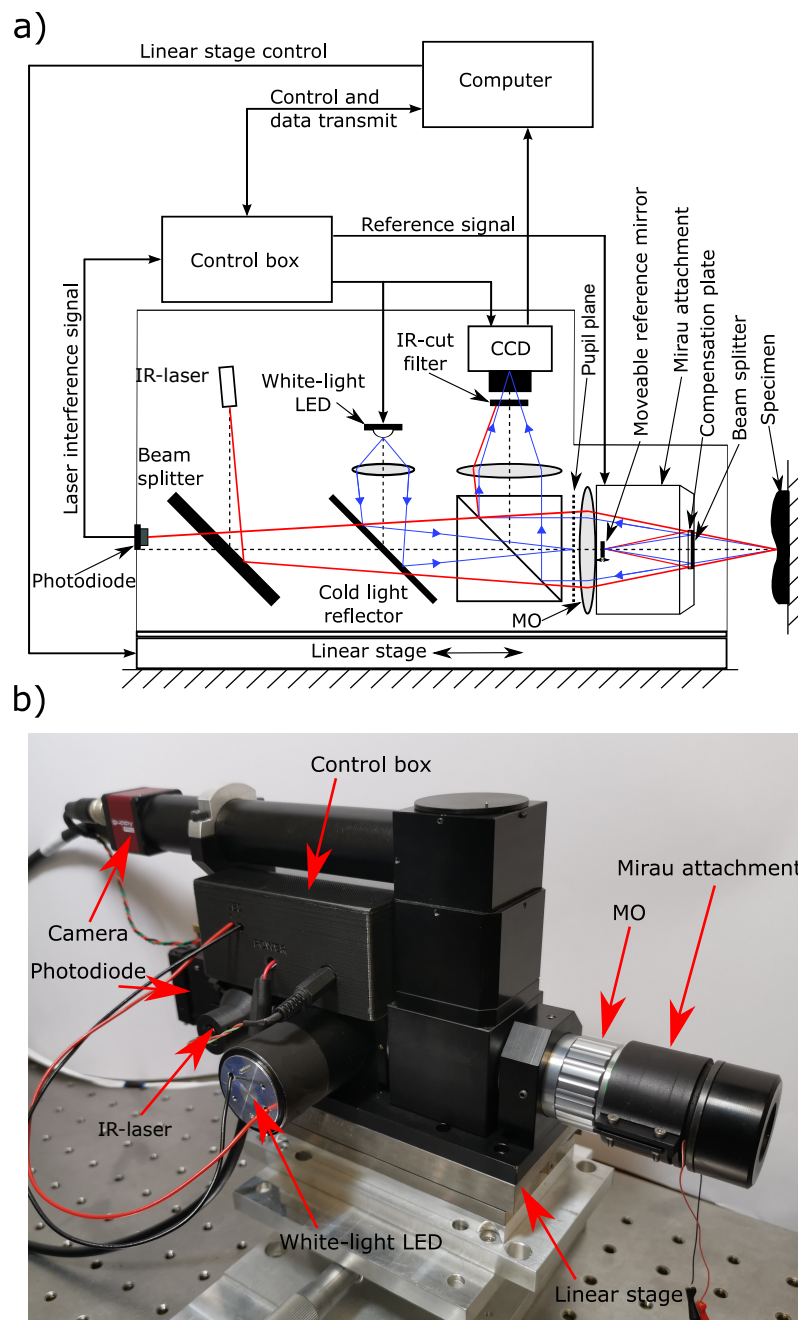 a)
Linear stage control
Computer
Control and
data transmit
Reference signal
Control box
Laser interference signal
IR-laser
White-light
LED
IR-cut
filter
CCD
Pupil plane
Moveable reference mirror
Mirau attachment
Compensation plate
Beam splitter
Specimen
Beam
splitter
Photodiode
Cold light
reflector
MO
Linear stage
b)
Control box
Mirau attachment
MO
Camera
Photodiode
POWER
IR-laser
White-light LED
Linear stage